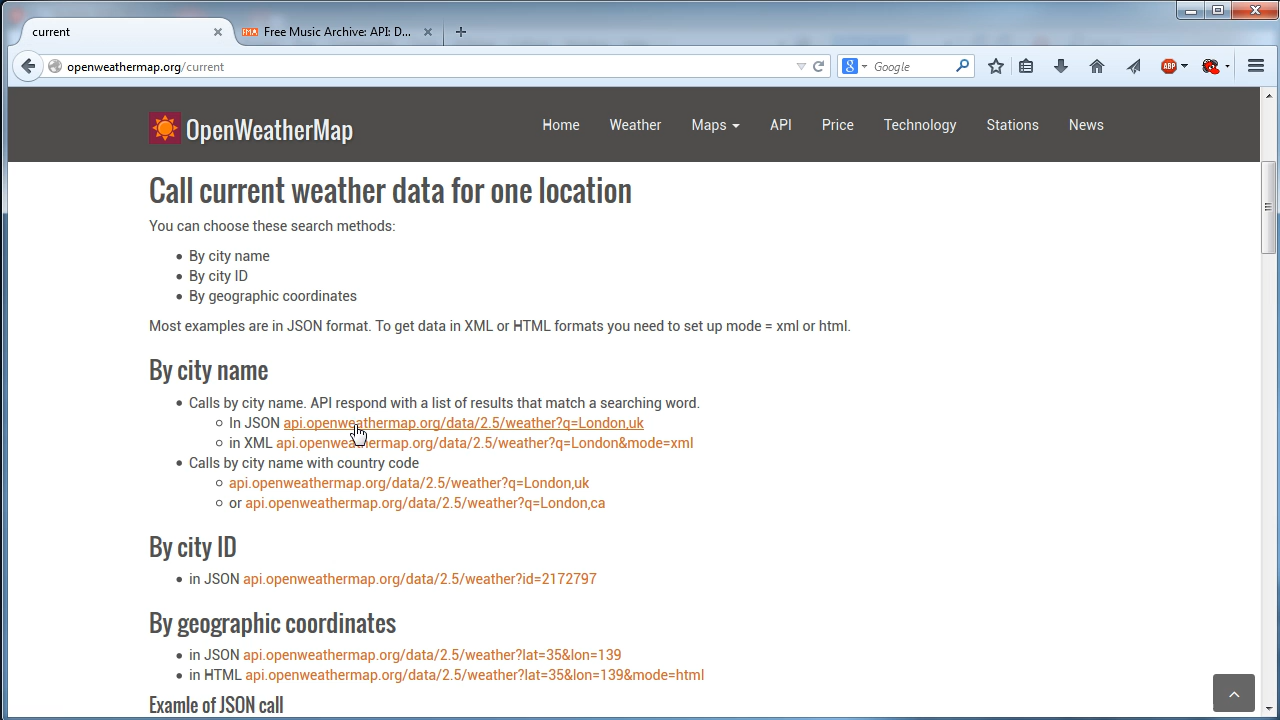 current
FMA Free Music Archive: API: D...
openweathermap.org/current
Google
ABP
OpenWeatherMap
Home Weather Maps API Price Technology Stations News
Call current weather data for one location
You can choose these search methods:
By city name
By city ID
By geographic coordinates
Most examples are in JSON format. To get data in XML or HTML formats you need to set up mode = xml or html.
By city name
Calls by city name. API respond with a list of results that match a searching word.
In JSON api.openweathermap.org/data/2.5/weather?q=London,uk
in XML api.openweathermap.org/data/2.5/weather?q=London&mode=xml
Calls by city name with country code
api.openweathermap.org/data/2.5/weather?q=London,uk
or api.openweathermap.org/data/2.5/weather?q=London,ca
By city ID
in JSON api.openweathermap.org/data/2.5/weather?id=2172797
By geographic coordinates
in JSON api.openweathermap.org/data/2.5/weather?lat=35&lon=139
in HTML api.openweathermap.org/data/2.5/weather?lat=35&lon=139&mode=html
Examle of JSON call